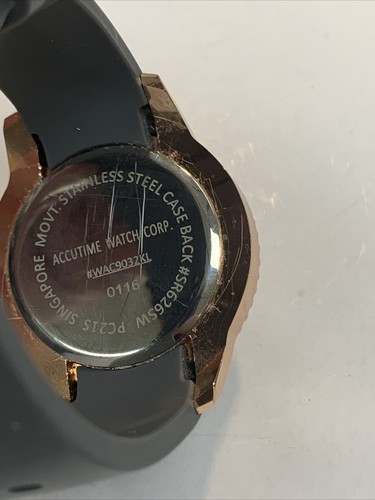 PC21S SINGAPORE MOVT. STAINLESS STEEL CASE BACK #SR626SW
ACCUTIME WATCH CORP.
#WAC9032KL
0116